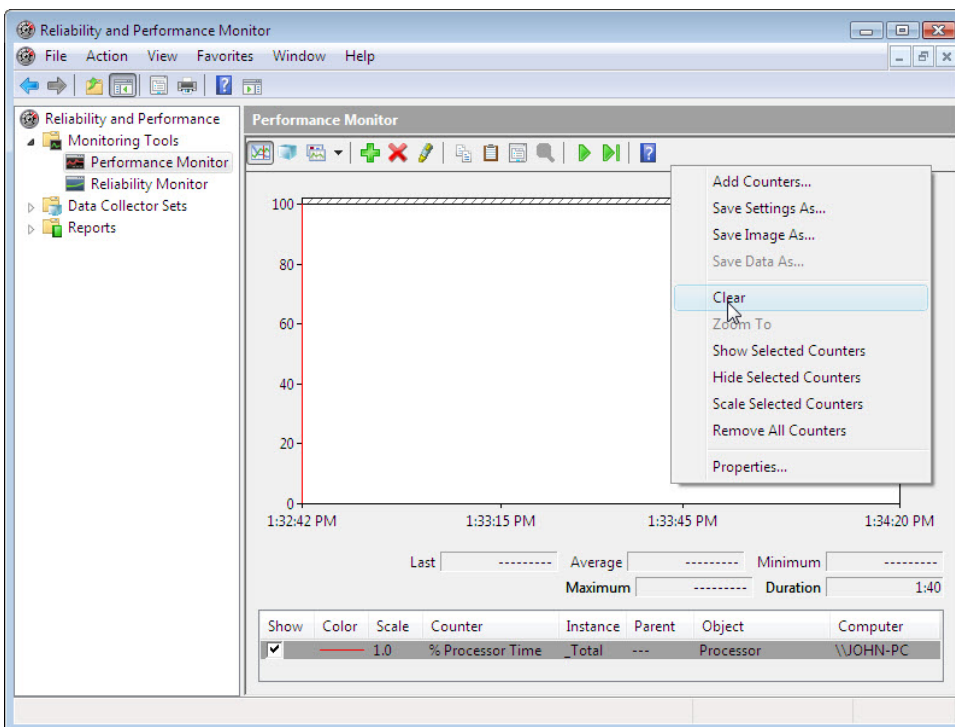 Reliability and Performance Monitor
File Action View Favorites Window Help
Reliability and Performance
Monitoring Tools
Performance Monitor
Reliability Monitor
Data Collector Sets
Reports
Performance Monitor
Add Counters...
Save Settings As...
Save Image As...
Save Data As...
Clear
Zoom To
Show Selected Counters
Hide Selected Counters
Scale Selected Counters
Remove All Counters
Properties...
100
80
60
40
20
0
1:32:42 PM 1:33:15 PM 1:33:45 PM 1:34:20 PM
Last --------- Average --------- Minimum ---------
Maximum --------- Duration 1:40
Show Color Scale Counter Instance Parent Object Computer
1.0 % Processor Time _Total --- Processor \\JOHN-PC